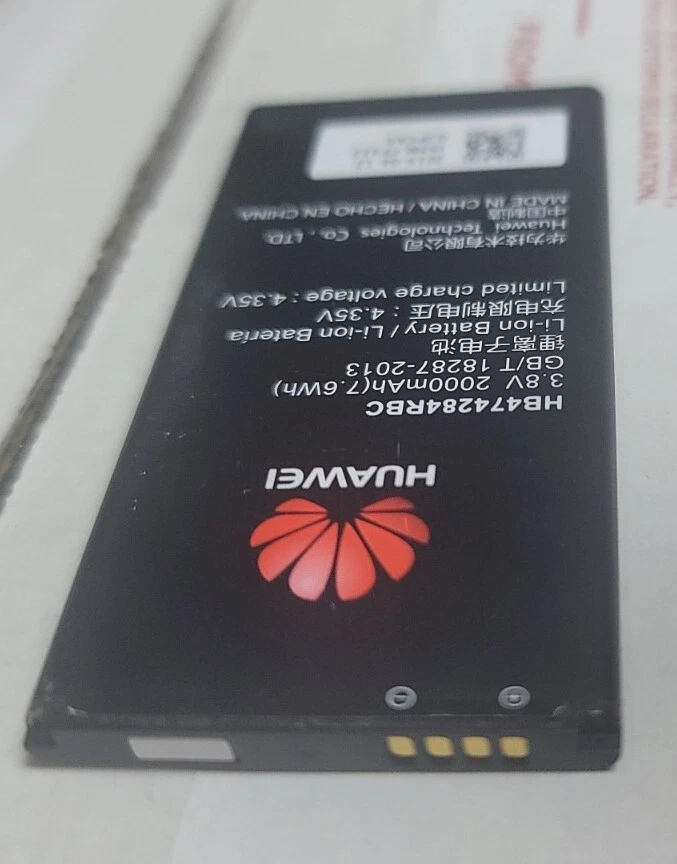 HUAWEI
HB474284RBC
3.8V 2000mAh(7.6Wh)
GB/T 18287-2013
锂离子电池
Li-ion Battery / Li-ion Batería
充电限制电压：4.35V
Limited charge voltage : 4.35V
华为技术有限公司
Huawei Technologies Co., LTD.
中国制造
MADE IN CHINA / HECHO EN CHINA
FROM